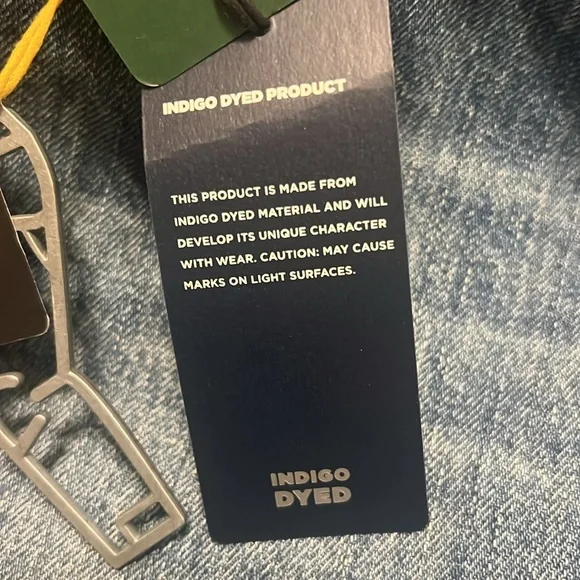 INDIGO DYED PRODUCT
THIS PRODUCT IS MADE FROM
INDIGO DYED MATERIAL AND WILL
DEVELOP ITS UNIQUE CHARACTER
WITH WEAR. CAUTION: MAY CAUSE
MARKS ON LIGHT SURFACES.
INDIGO
DYED